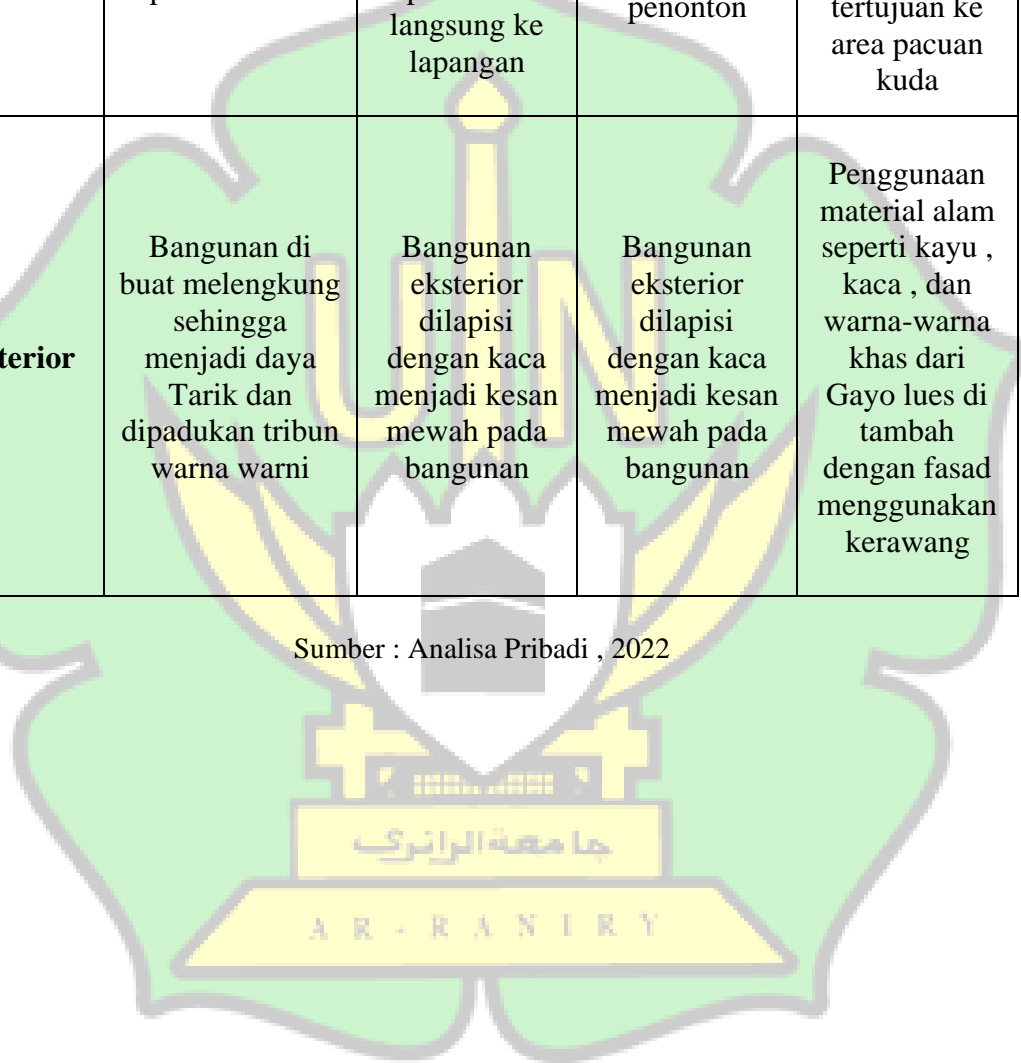 langsung ke
lapangan
penonton
tertujuan ke
area pacuan
kuda
terior
Bangunan di
buat melengkung
sehingga
menjadi daya
Tarik dan
dipadukan tribun
warna warni
Bangunan
eksterior
dilapisi
dengan kaca
menjadi kesan
mewah pada
bangunan
Bangunan
eksterior
dilapisi
dengan kaca
menjadi kesan
mewah pada
bangunan
Penggunaan
material alam
seperti kayu ,
kaca , dan
warna-warna
khas dari
Gayo lues di
tambah
dengan fasad
menggunakan
kerawang
Sumber : Analisa Pribadi , 2022
UIN
جامعة الرانري
AR-RANIRY